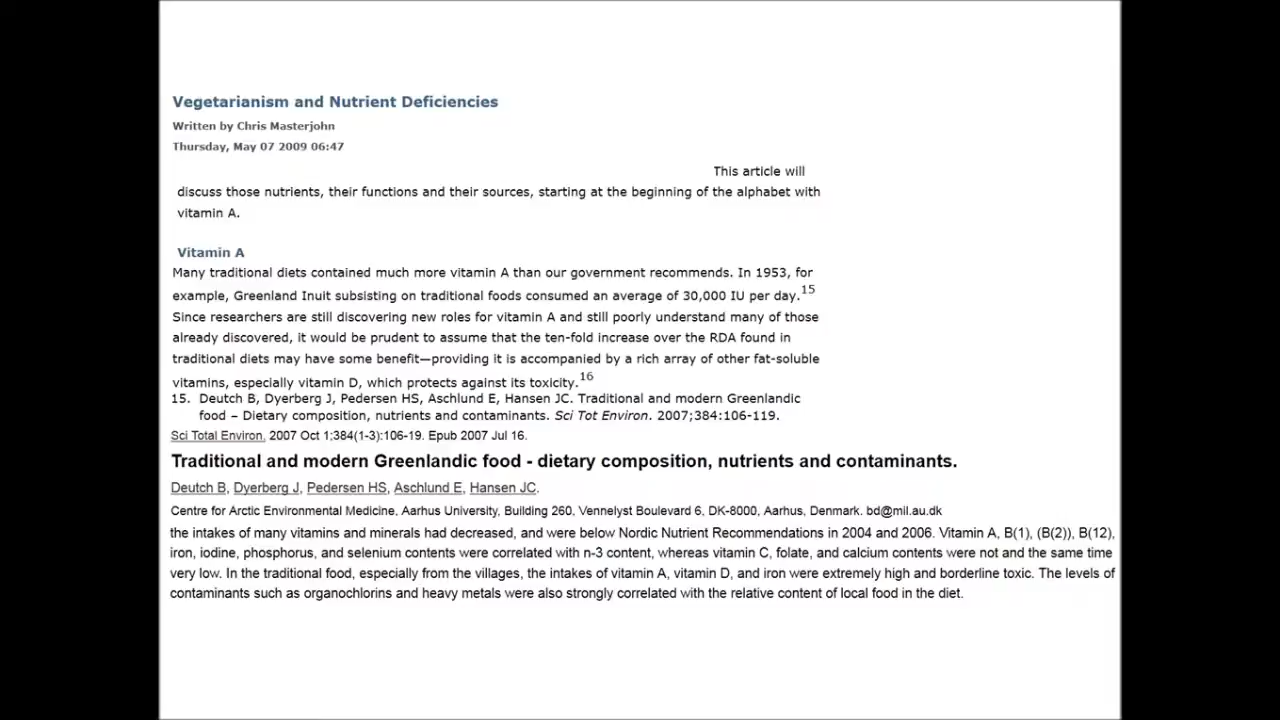 Vegetarianism and Nutrient Deficiencies
Written by Chris Masterjohn
Thursday, May 07 2009 06:47
This article will
discuss those nutrients, their functions and their sources, starting at the beginning of the alphabet with
vitamin A.
Vitamin A
Many traditional diets contained much more vitamin A than our government recommends. In 1953, for
example, Greenland Inuit subsisting on traditional foods consumed an average of 30,000 IU per day.15
Since researchers are still discovering new roles for vitamin A and still poorly understand many of those
already discovered, it would be prudent to assume that the ten-fold increase over the RDA found in
traditional diets may have some benefit—providing it is accompanied by a rich array of other fat-soluble
vitamins, especially vitamin D, which protects against its toxicity.16
15. Deutch B, Dyerberg J, Pedersen HS, Aschlund E, Hansen JC. Traditional and modern Greenlandic
food – Dietary composition, nutrients and contaminants. Sci Tot Environ. 2007;384:106-119.
Sci Total Environ. 2007 Oct 1;384(1-3):106-19. Epub 2007 Jul 16.
Traditional and modern Greenlandic food - dietary composition, nutrients and contaminants.
Deutch B, Dyerberg J, Pedersen HS, Aschlund E, Hansen JC.
Centre for Arctic Environmental Medicine, Aarhus University, Building 260, Vennelyst Boulevard 6, DK-8000, Aarhus, Denmark. bd@mil.au.dk
the intakes of many vitamins and minerals had decreased, and were below Nordic Nutrient Recommendations in 2004 and 2006. Vitamin A, B(1), (B(2)), B(12),
iron, iodine, phosphorus, and selenium contents were correlated with n-3 content, whereas vitamin C, folate, and calcium contents were not and the same time
very low. In the traditional food, especially from the villages, the intakes of vitamin A, vitamin D, and iron were extremely high and borderline toxic. The levels of
contaminants such as organochlorins and heavy metals were also strongly correlated with the relative content of local food in the diet.